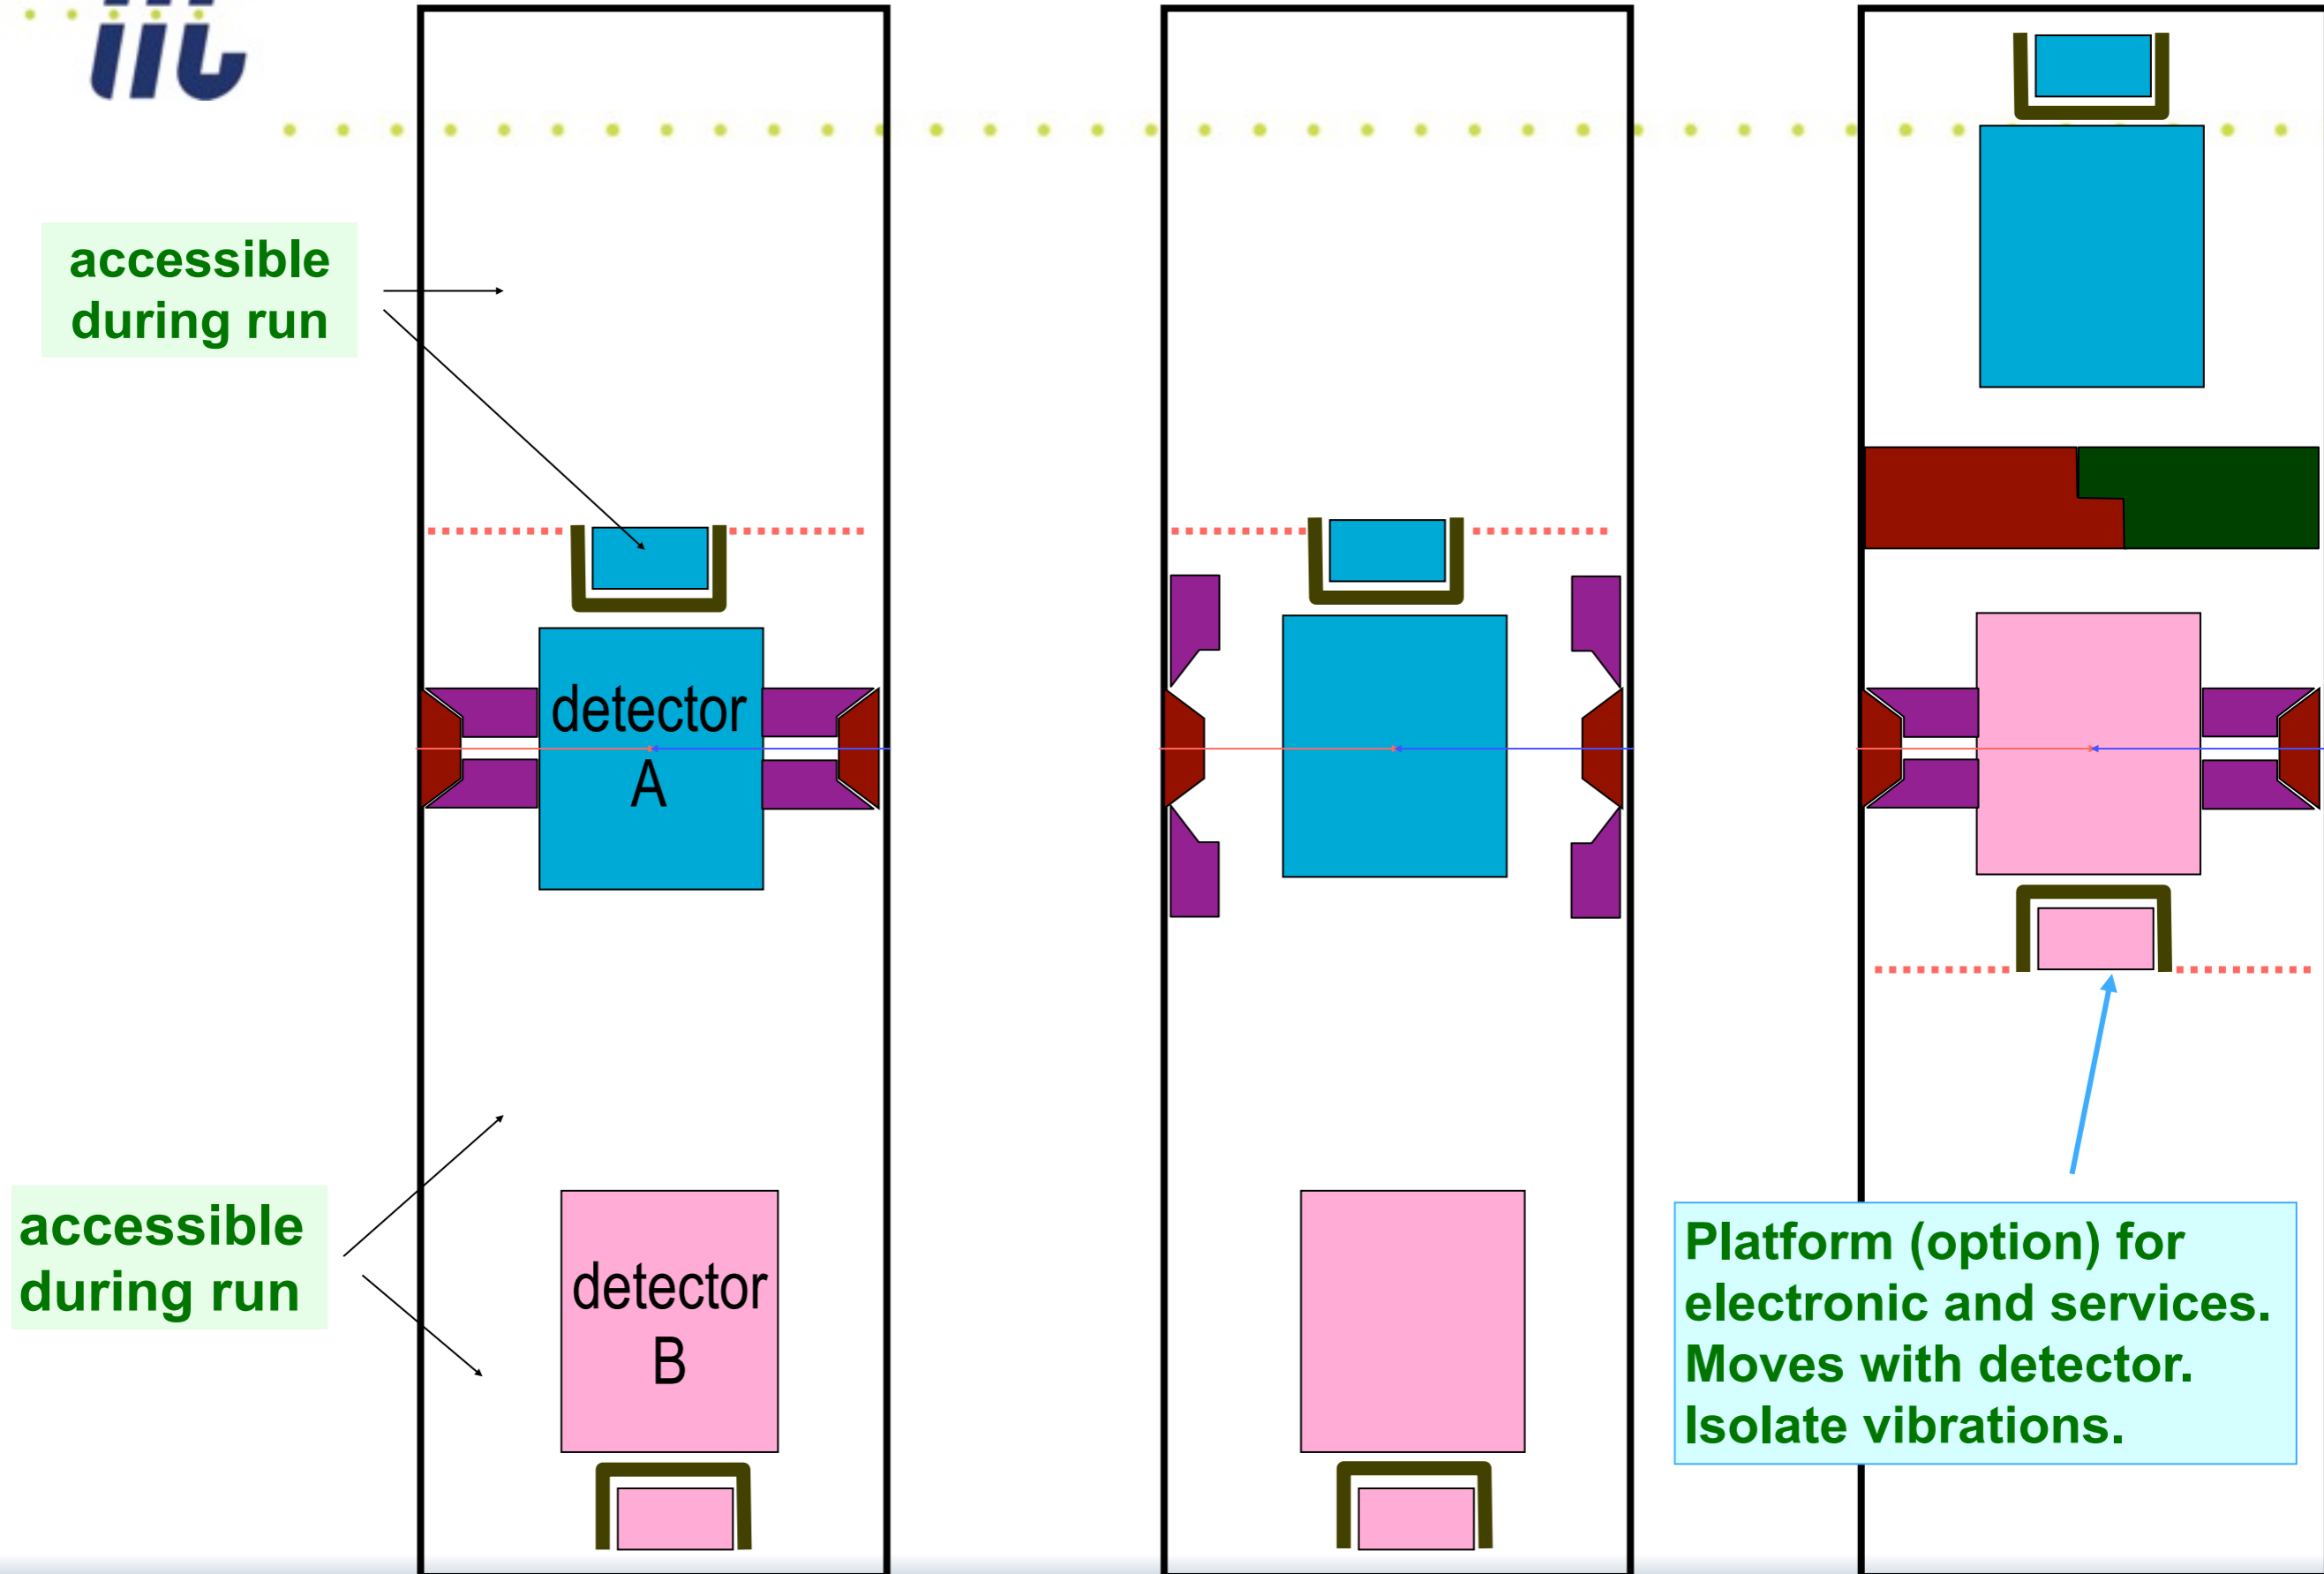 accessible
during run
detector
A
accessible
during run
detector
B
Platform (option) for
electronic and services.
Moves with detector.
Isolate vibrations.